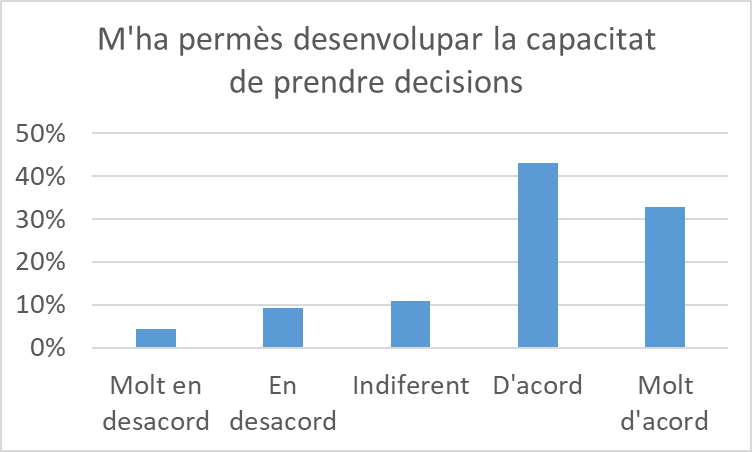 M'ha permès desenvolupar la capacitat
de prendre decisions
50%
40%
30%
20%
10%
0%
Molt en
desacord
En
desacord
Indiferent
D'acord
Molt
d'acord